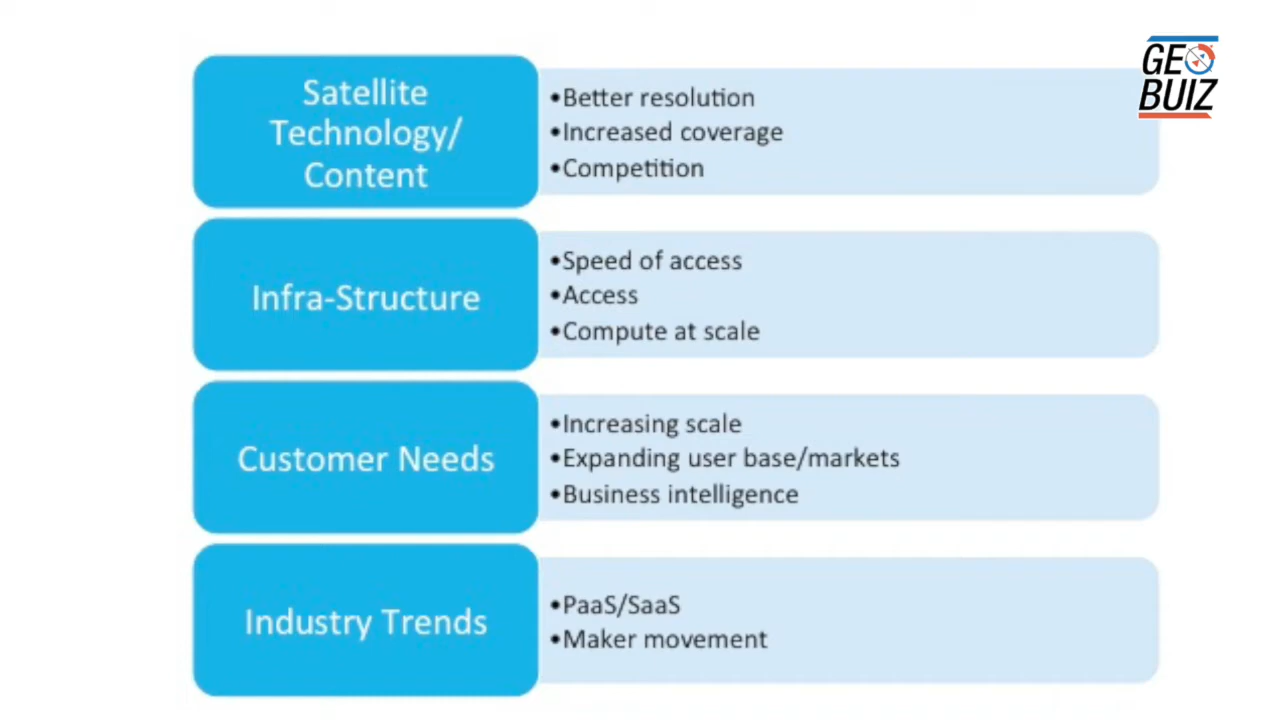 GEO
BUIZ
Satellite
Technology/
Content
•Better resolution
•Increased coverage
•Competition
Infra-Structure
•Speed of access
•Access
•Compute at scale
Customer Needs
•Increasing scale
•Expanding user base/markets
•Business intelligence
Industry Trends
•PaaS/SaaS
•Maker movement